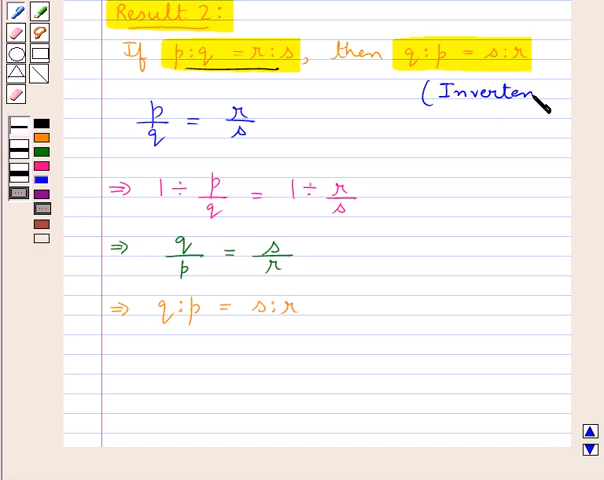 Result 2:
If p:q = r:s, then q:p = s:r
(Inverten
p/q = r/s
⇒ 1 ÷ p/q = 1 ÷ r/s
⇒ q/p = s/r
⇒ q:p = s:r